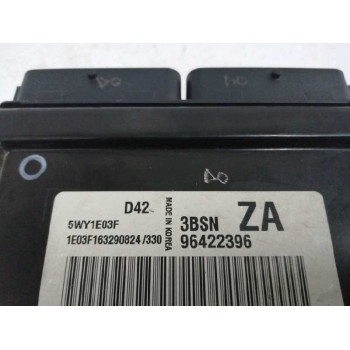 D42
MADE IN KOREA
3BSN ZA
5WY1E03F
1E03F163290824 /330
96422396